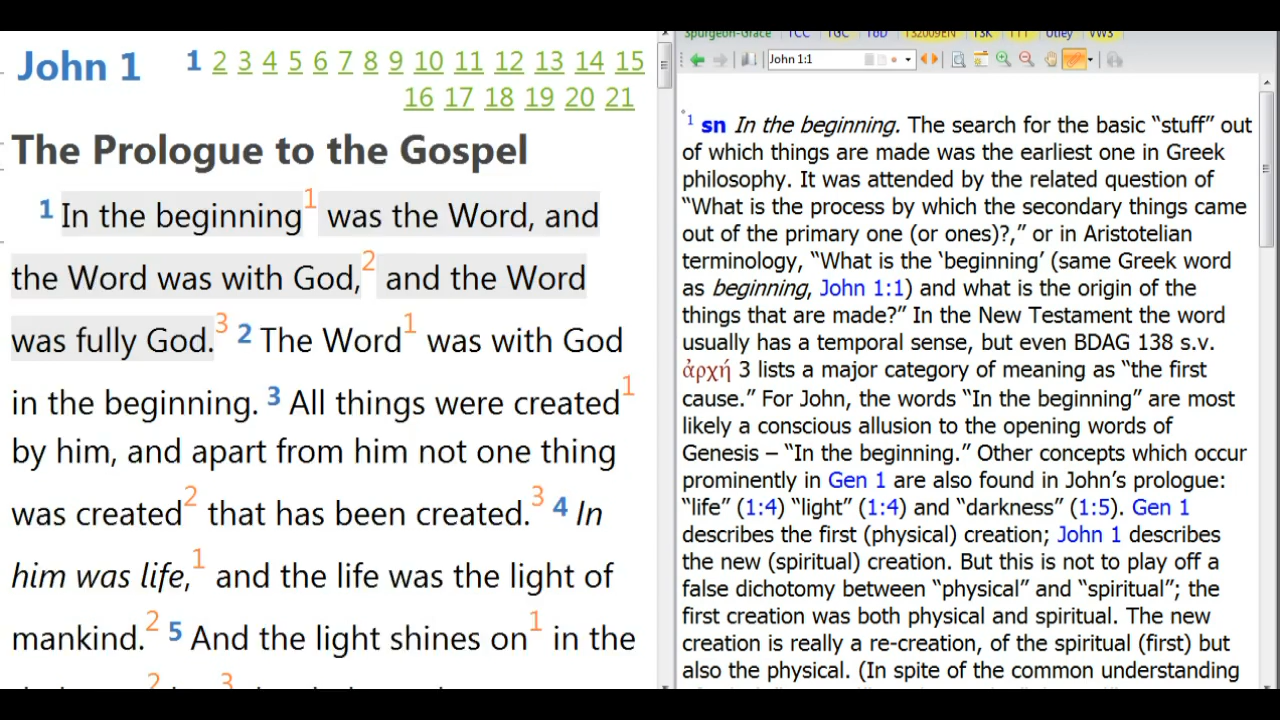 John 1 1 2 3 4 5 6 7 8 9 10 11 12 13 14 15
16 17 18 19 20 21
The Prologue to the Gospel
1 In the beginning1 was the Word, and
the Word was with God,2 and the Word
was fully God.3 2 The Word1 was with God
in the beginning. 3 All things were created1
by him, and apart from him not one thing
was created2 that has been created.3 4 In
him was life,1 and the life was the light of
mankind.2 5 And the light shines on1 in the
2 3
Spurgeon-Grace TCC TGC TOD TS2009EN TSK TTT Utley VWS
John 1:1
1 sn In the beginning. The search for the basic “stuff” out
of which things are made was the earliest one in Greek
philosophy. It was attended by the related question of
“What is the process by which the secondary things came
out of the primary one (or ones)?,” or in Aristotelian
terminology, “What is the ‘beginning’ (same Greek word
as beginning, John 1:1) and what is the origin of the
things that are made?” In the New Testament the word
usually has a temporal sense, but even BDAG 138 s.v.
ἀρχή 3 lists a major category of meaning as “the first
cause.” For John, the words “In the beginning” are most
likely a conscious allusion to the opening words of
Genesis – “In the beginning.” Other concepts which occur
prominently in Gen 1 are also found in John’s prologue:
“life” (1:4) “light” (1:4) and “darkness” (1:5). Gen 1
describes the first (physical) creation; John 1 describes
the new (spiritual) creation. But this is not to play off a
false dichotomy between “physical” and “spiritual”; the
first creation was both physical and spiritual. The new
creation is really a re-creation, of the spiritual (first) but
also the physical. (In spite of the common understanding